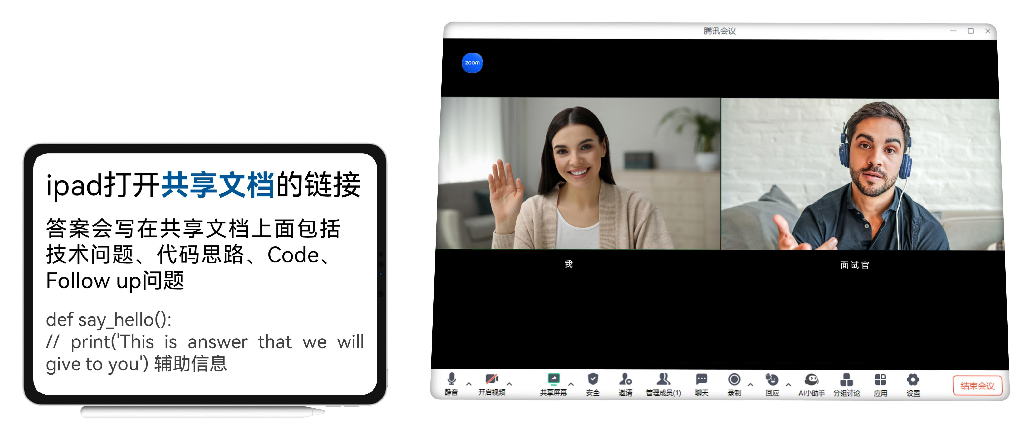 ipad打开共享文档的链接
答案会写在共享文档上面包括
技术问题、代码思路、Code、
Follow up问题
def say_hello():
// print('This is answer that we will
give to you') 辅助信息
腾讯会议
zoom
我
面试官
静音
开启视频
共享屏幕
安全
邀请
管理成员(1)
聊天
录制
回应
AI小助手
分组讨论
应用
设置
结束会议